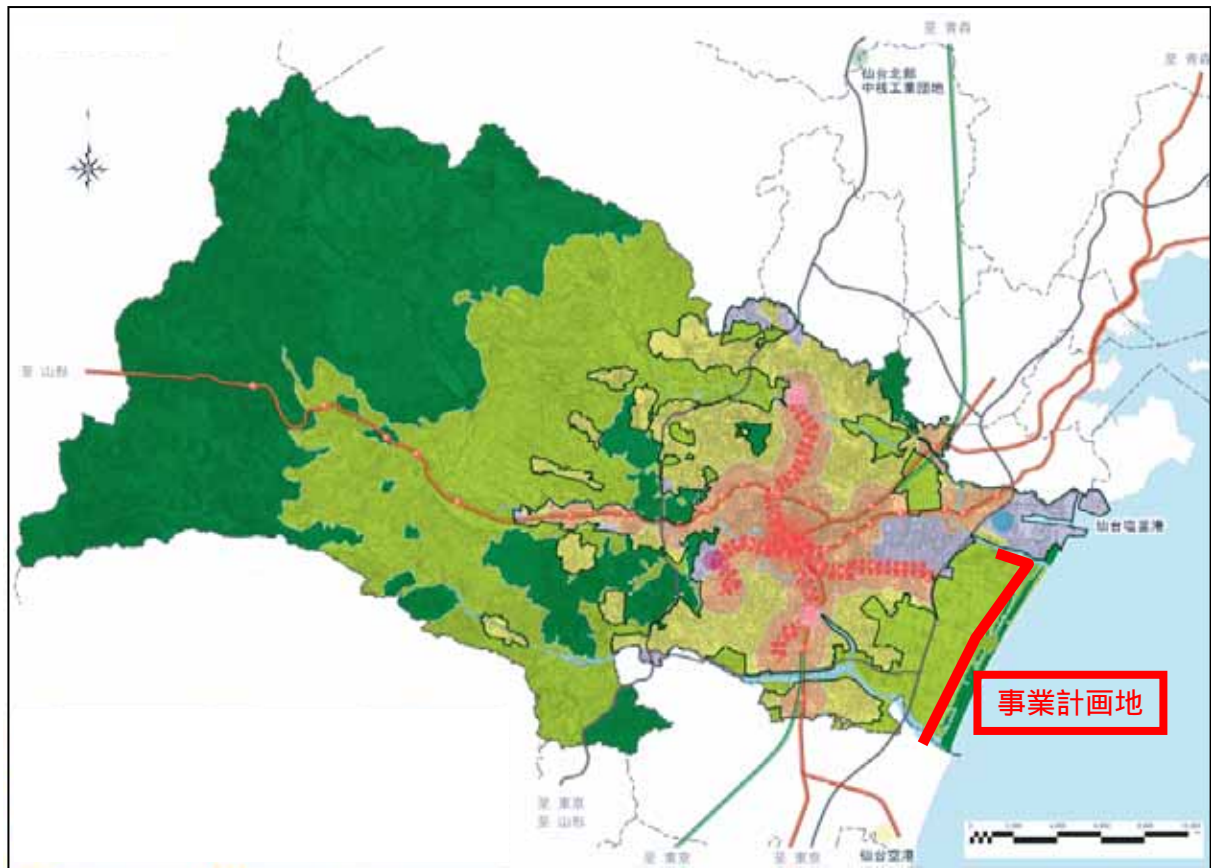 至 青森
至 青森
仙台北部
中核工業団地
至 山形
仙台塩釜港
事業計画地
至 東京
至 山形
至 東京
至 東京
仙台空港